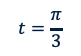 t = π/3